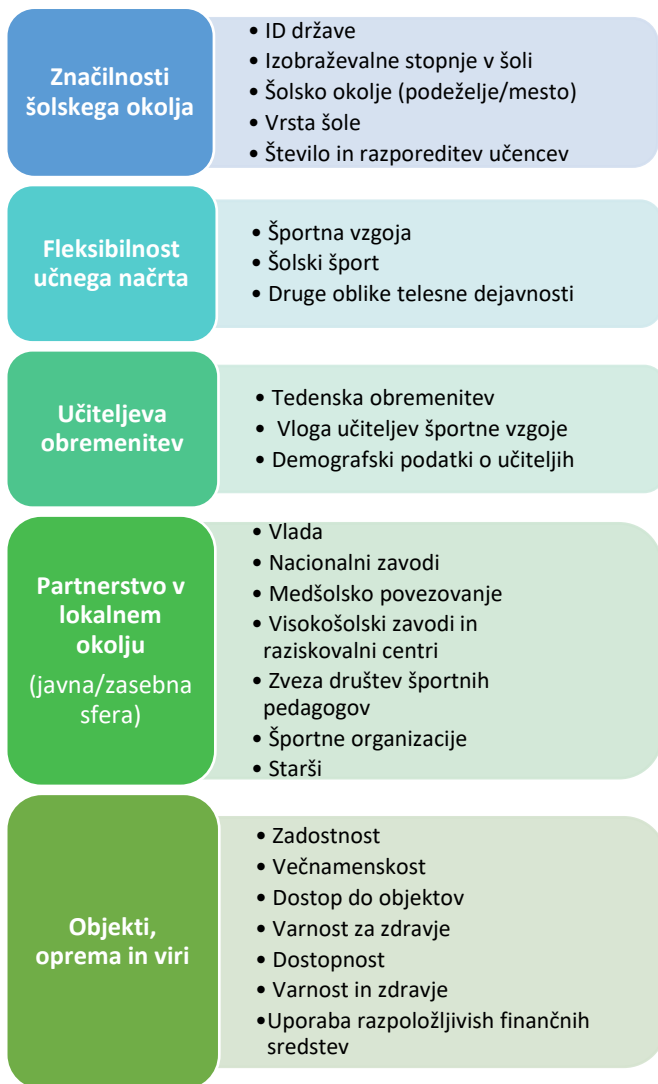 Značilnosti
šolskega okolja
• ID države
• Izobraževalne stopnje v šoli
• Šolsko okolje (podeželje/mesto)
• Vrsta šole
• Število in razporeditev učencev
Fleksibilnost
učnega načrta
• Športna vzgoja
• Šolski šport
• Druge oblike telesne dejavnosti
Učiteljeva
obremenitev
• Tedenska obremenitev
• Vloga učiteljev športne vzgoje
• Demografski podatki o učiteljih
Partnerstvo v
lokalnem
okolju
(javna/zasebna
sfera)
• Vlada
• Nacionalni zavodi
• Medšolsko povezovanje
• Visokošolski zavodi in
raziskovalni centri
• Zveza društev športnih
pedagogov
• Športne organizacije
• Starši
Objekti,
oprema in viri
• Zadostnost
• Večnamenskost
• Dostop do objektov
• Varnost za zdravje
• Dostopnost
• Varnost in zdravje
•Uporaba razpoložljivih finančnih
sredstev